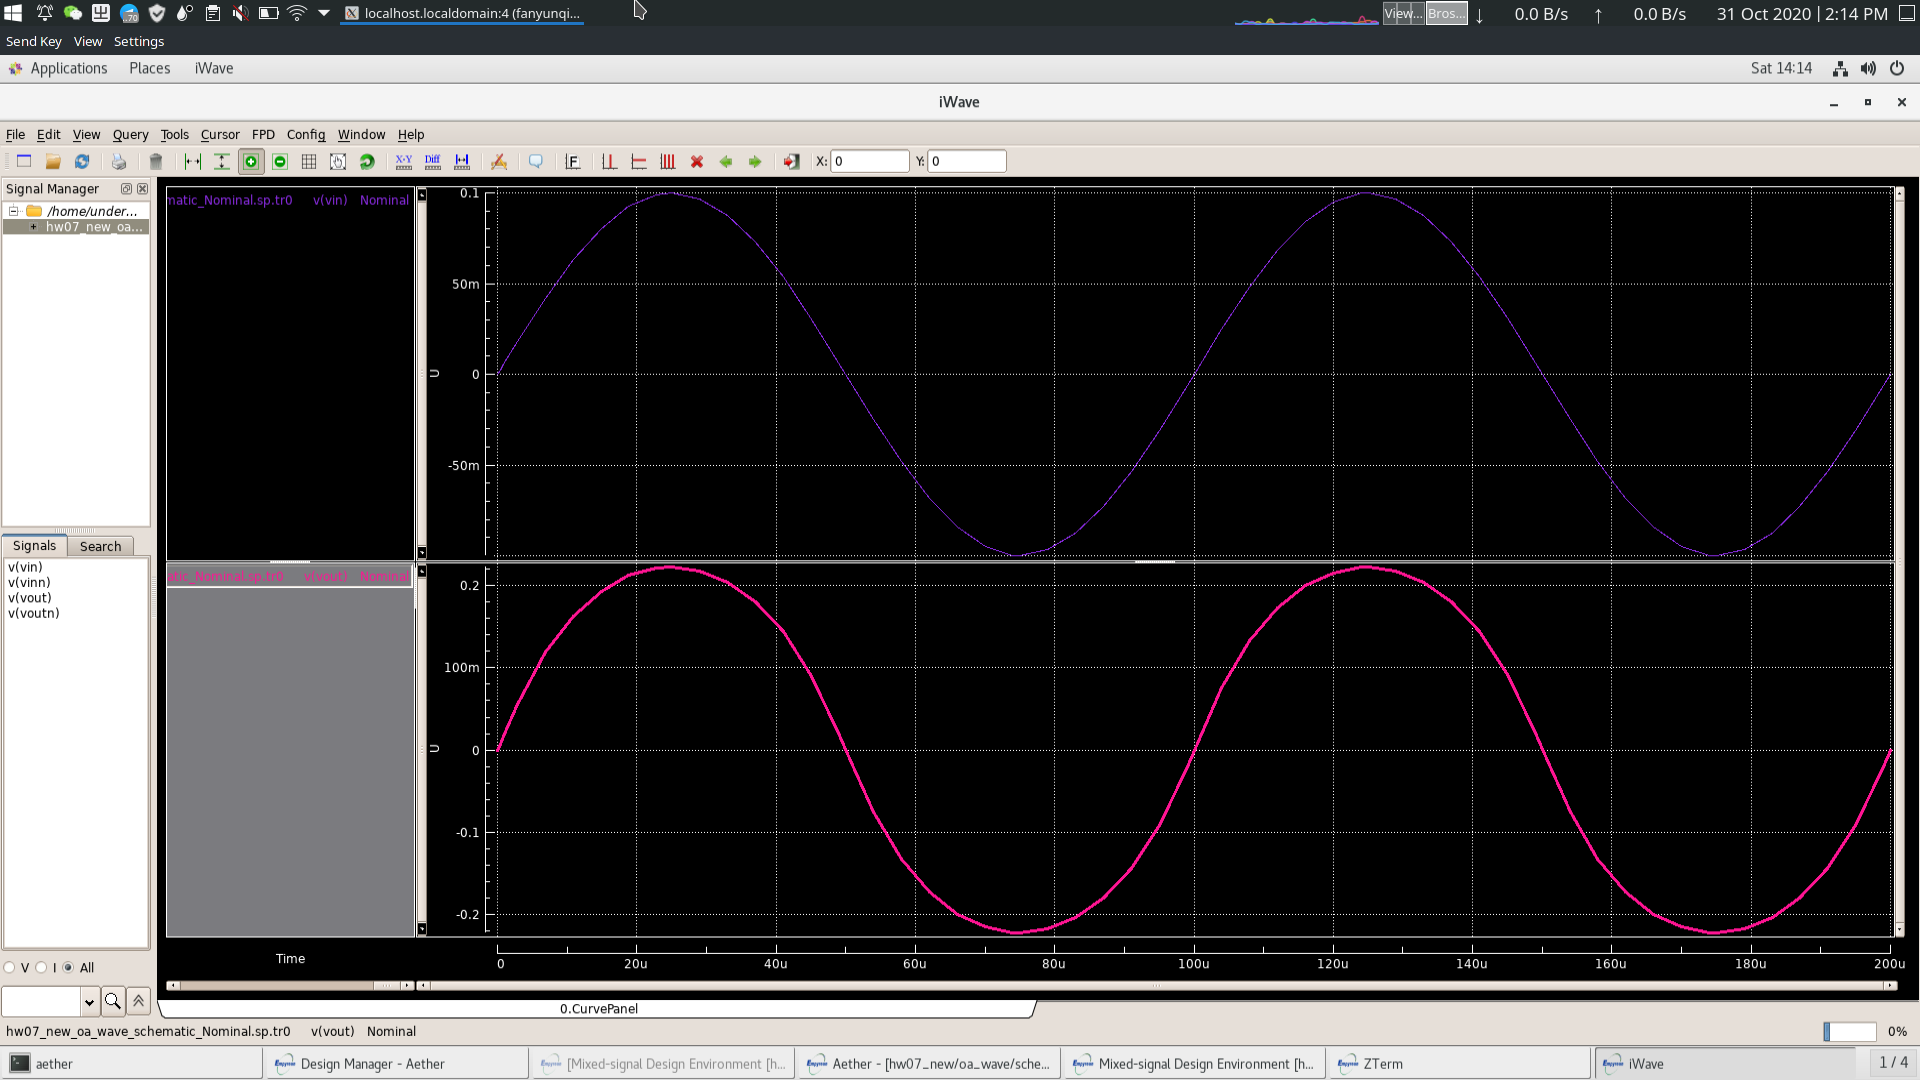 70
localhost.localdomain:4 (fanyunqi...
View... Bros... ↓ 0.0 B/s ↑ 0.0 B/s 31 Oct 2020 | 2:14 PM
Send Key View Settings
Applications Places iWave Sat 14:14
iWave
File Edit View Query Tools Cursor FPD Config Window Help
X-Y Diff F X: 0 Y: 0
Signal Manager
/home/under...
hw07_new_oa...
matic_Nominal.sp.tr0 v(vin) Nominal
0.1
50m
0
-50m
U
Signals Search
v(vin)
v(vinn)
v(vout)
v(voutn)
atic_Nominal.sp.tr0 v(vout) Nominal
0.2
100m
0
-0.1
-0.2
U
Time
0 20u 40u 60u 80u 100u 120u 140u 160u 180u 200u
V I All
0.CurvePanel
hw07_new_oa_wave_schematic_Nominal.sp.tr0 v(vout) Nominal 0%
aether
Design Manager - Aether
[Mixed-signal Design Environment [h...
Aether - [hw07_new/oa_wave/sche...
Mixed-signal Design Environment [h...
ZTerm
iWave
1 / 4